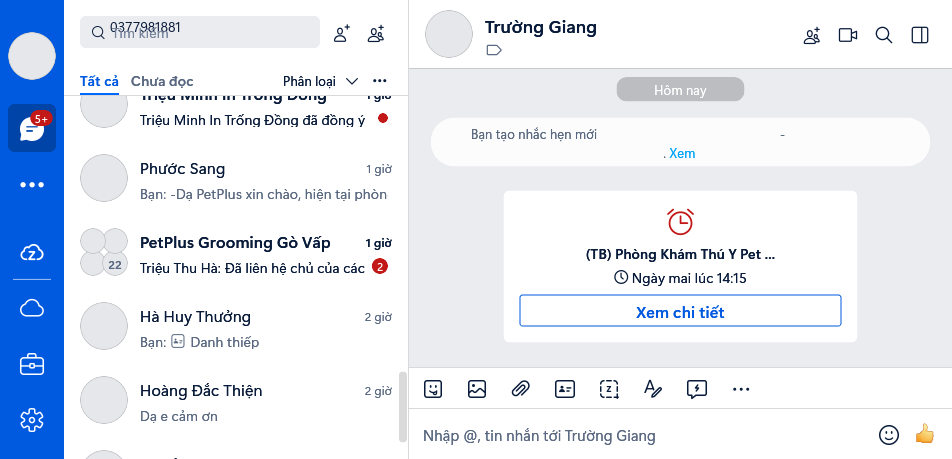 0377981881
Tìm kiếm
Tất cả Chưa đọc Phân loại
5+
Triệu Minh In Trống Đồng 1 giờ
Triệu Minh In Trống Đồng đã đồng ý
Phước Sang 1 giờ
Bạn: -Dạ PetPlus xin chào, hiện tại phòn
PetPlus Grooming Gò Vấp 1 giờ
22 Triệu Thu Hà: Đã liên hệ chủ của các 2
Hà Huy Thưởng 2 giờ
Bạn: Danh thiếp
Hoàng Đắc Thiện 2 giờ
Dạ e cảm ơn
Trường Giang
Hôm nay
Bạn tạo nhắc hẹn mới -
. Xem
(TB) Phòng Khám Thú Y Pet ...
Ngày mai lúc 14:15
Xem chi tiết
Nhập @, tin nhắn tới Trường Giang